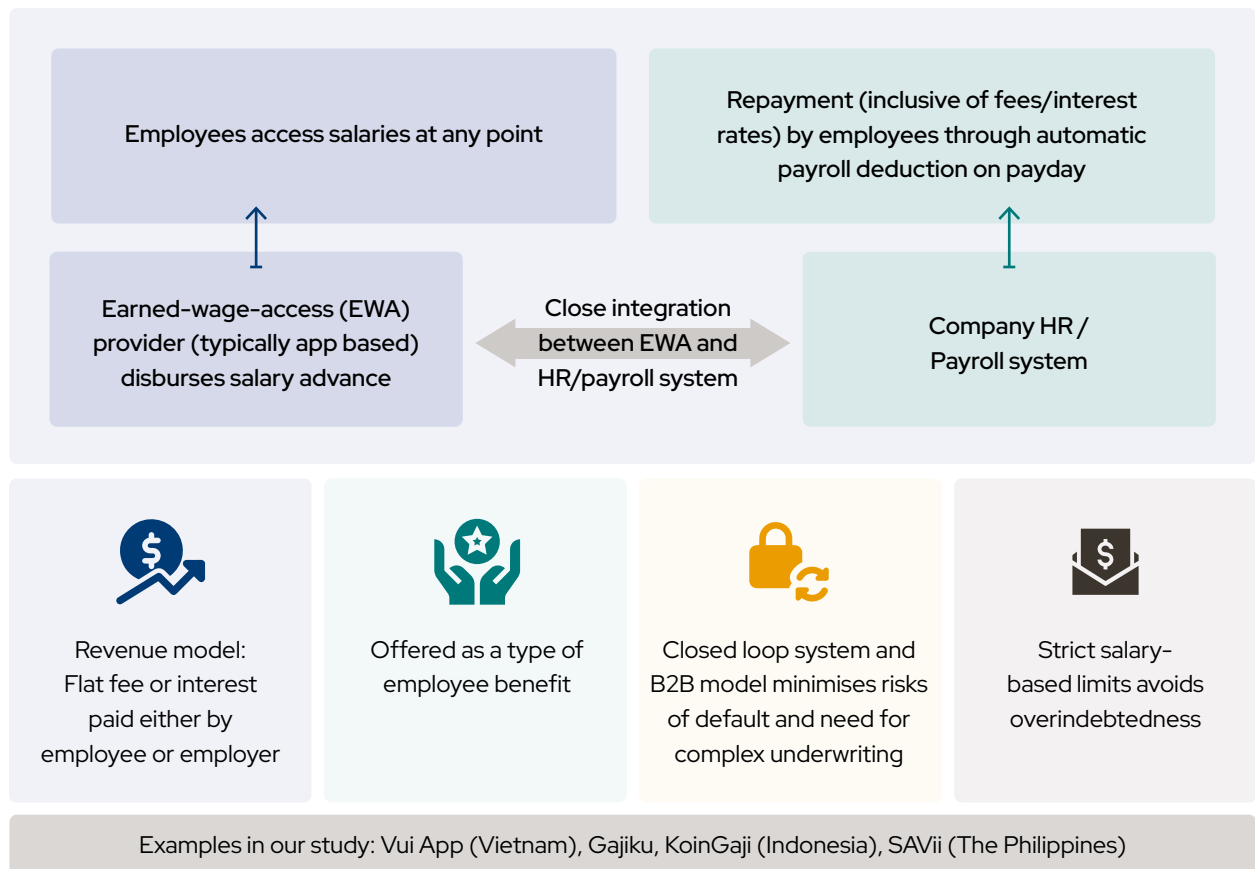 Employees access salaries at any point
Repayment (inclusive of fees/interest
rates) by employees through automatic
payroll deduction on payday
Earned-wage-access (EWA)
provider (typically app based)
disburses salary advance
Close integration
between EWA and
HR/payroll system
Company HR /
Payroll system
$
Revenue model:
Flat fee or interest
paid either by
employee or employer
Offered as a type of
employee benefit
Closed loop system and
B2B model minimises risks
of default and need for
complex underwriting
$
Strict salary-
based limits avoids
overindebtedness
Examples in our study: Vui App (Vietnam), Gajiku, KoinGaji (Indonesia), SAVii (The Philippines)